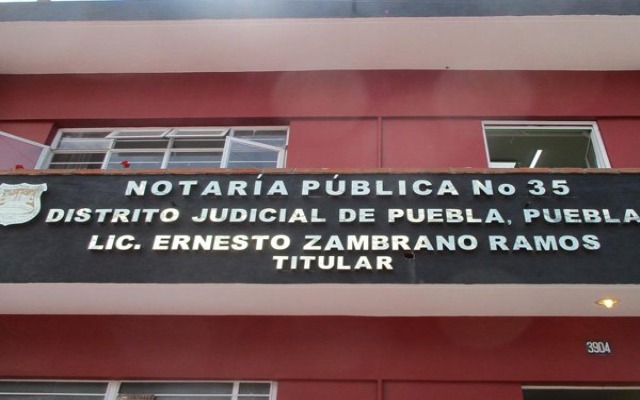 NOTARÍA PÚBLICA No 35
DISTRITO JUDICIAL DE PUEBLA, PUEBLA
LIC. ERNESTO ZAMBRANO RAMOS
TITULAR
3904